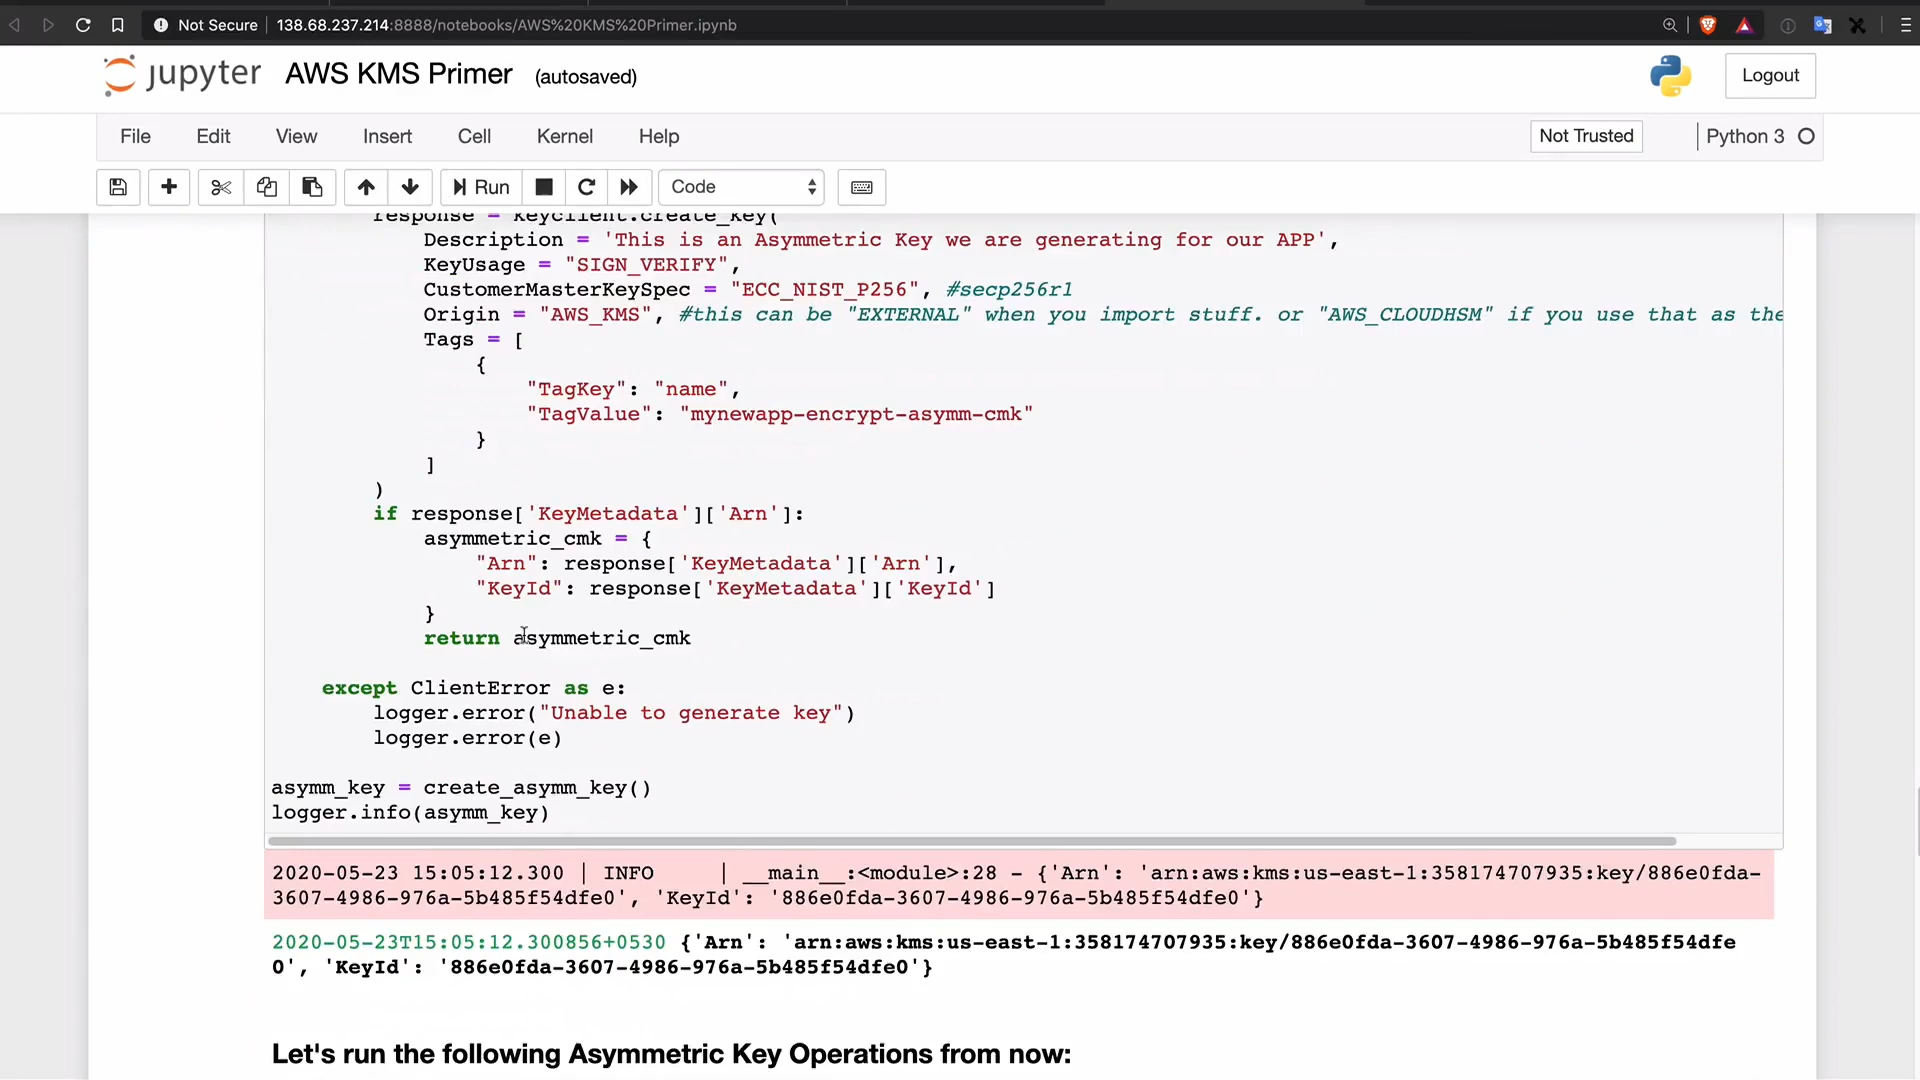 Not Secure 138.68.237.214:8888/notebooks/AWS%20KMS%20Primer.ipynb
jupyter AWS KMS Primer (autosaved) Logout
File Edit View Insert Cell Kernel Help Not Trusted Python 3
Run Code
response = keyclient.create_key(
Description = 'This is an Asymmetric Key we are generating for our APP',
KeyUsage = "SIGN_VERIFY",
CustomerMasterKeySpec = "ECC_NIST_P256", #secp256r1
Origin = "AWS_KMS", #this can be "EXTERNAL" when you import stuff. or "AWS_CLOUDHSM" if you use that as the
Tags = [
{
"TagKey": "name",
"TagValue": "mynewapp-encrypt-asymm-cmk"
}
]
)
if response['KeyMetadata']['Arn']:
asymmetric_cmk = {
"Arn": response['KeyMetadata']['Arn'],
"KeyId": response['KeyMetadata']['KeyId']
}
return asymmetric_cmk
except ClientError as e:
logger.error("Unable to generate key")
logger.error(e)
asymm_key = create_asymm_key()
logger.info(asymm_key)
2020-05-23 15:05:12.300 | INFO | __main__:<module>:28 - {'Arn': 'arn:aws:kms:us-east-1:358174707935:key/886e0fda-
3607-4986-976a-5b485f54dfe0', 'KeyId': '886e0fda-3607-4986-976a-5b485f54dfe0'}
2020-05-23T15:05:12.300856+0530 {'Arn': 'arn:aws:kms:us-east-1:358174707935:key/886e0fda-3607-4986-976a-5b485f54dfe
0', 'KeyId': '886e0fda-3607-4986-976a-5b485f54dfe0'}
Let's run the following Asymmetric Key Operations from now: